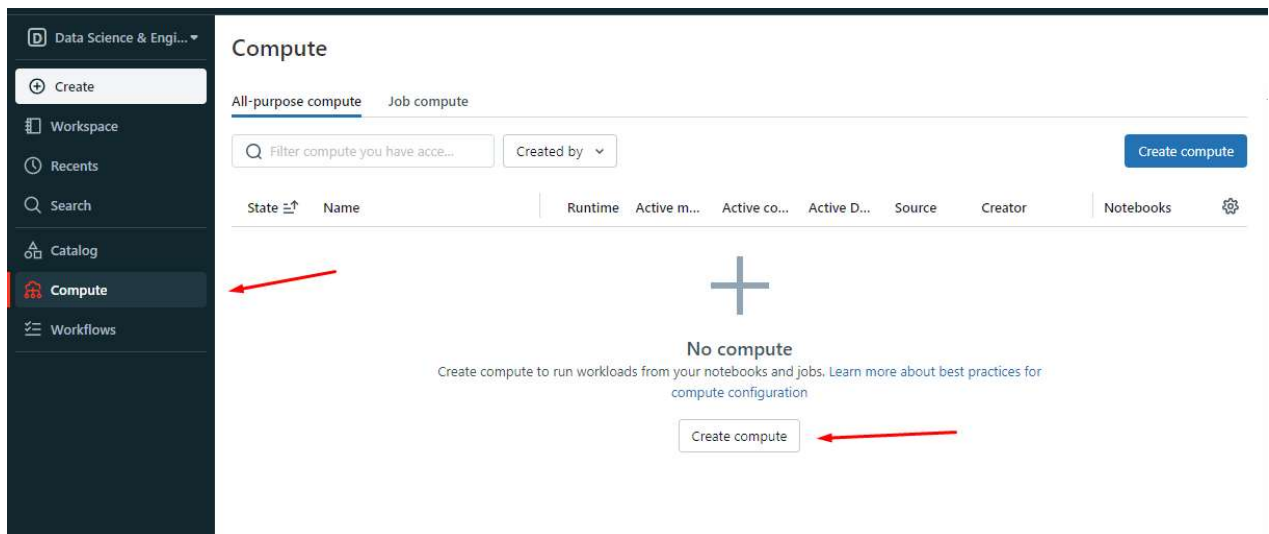 D Data Science & Engi...
Create
Workspace
Recents
Search
Catalog
Compute
Workflows
Compute
All-purpose compute Job compute
Filter compute you have acce... Created by Create compute
State Name Runtime Active m... Active co... Active D... Source Creator Notebooks
No compute
Create compute to run workloads from your notebooks and jobs. Learn more about best practices for
compute configuration
Create compute